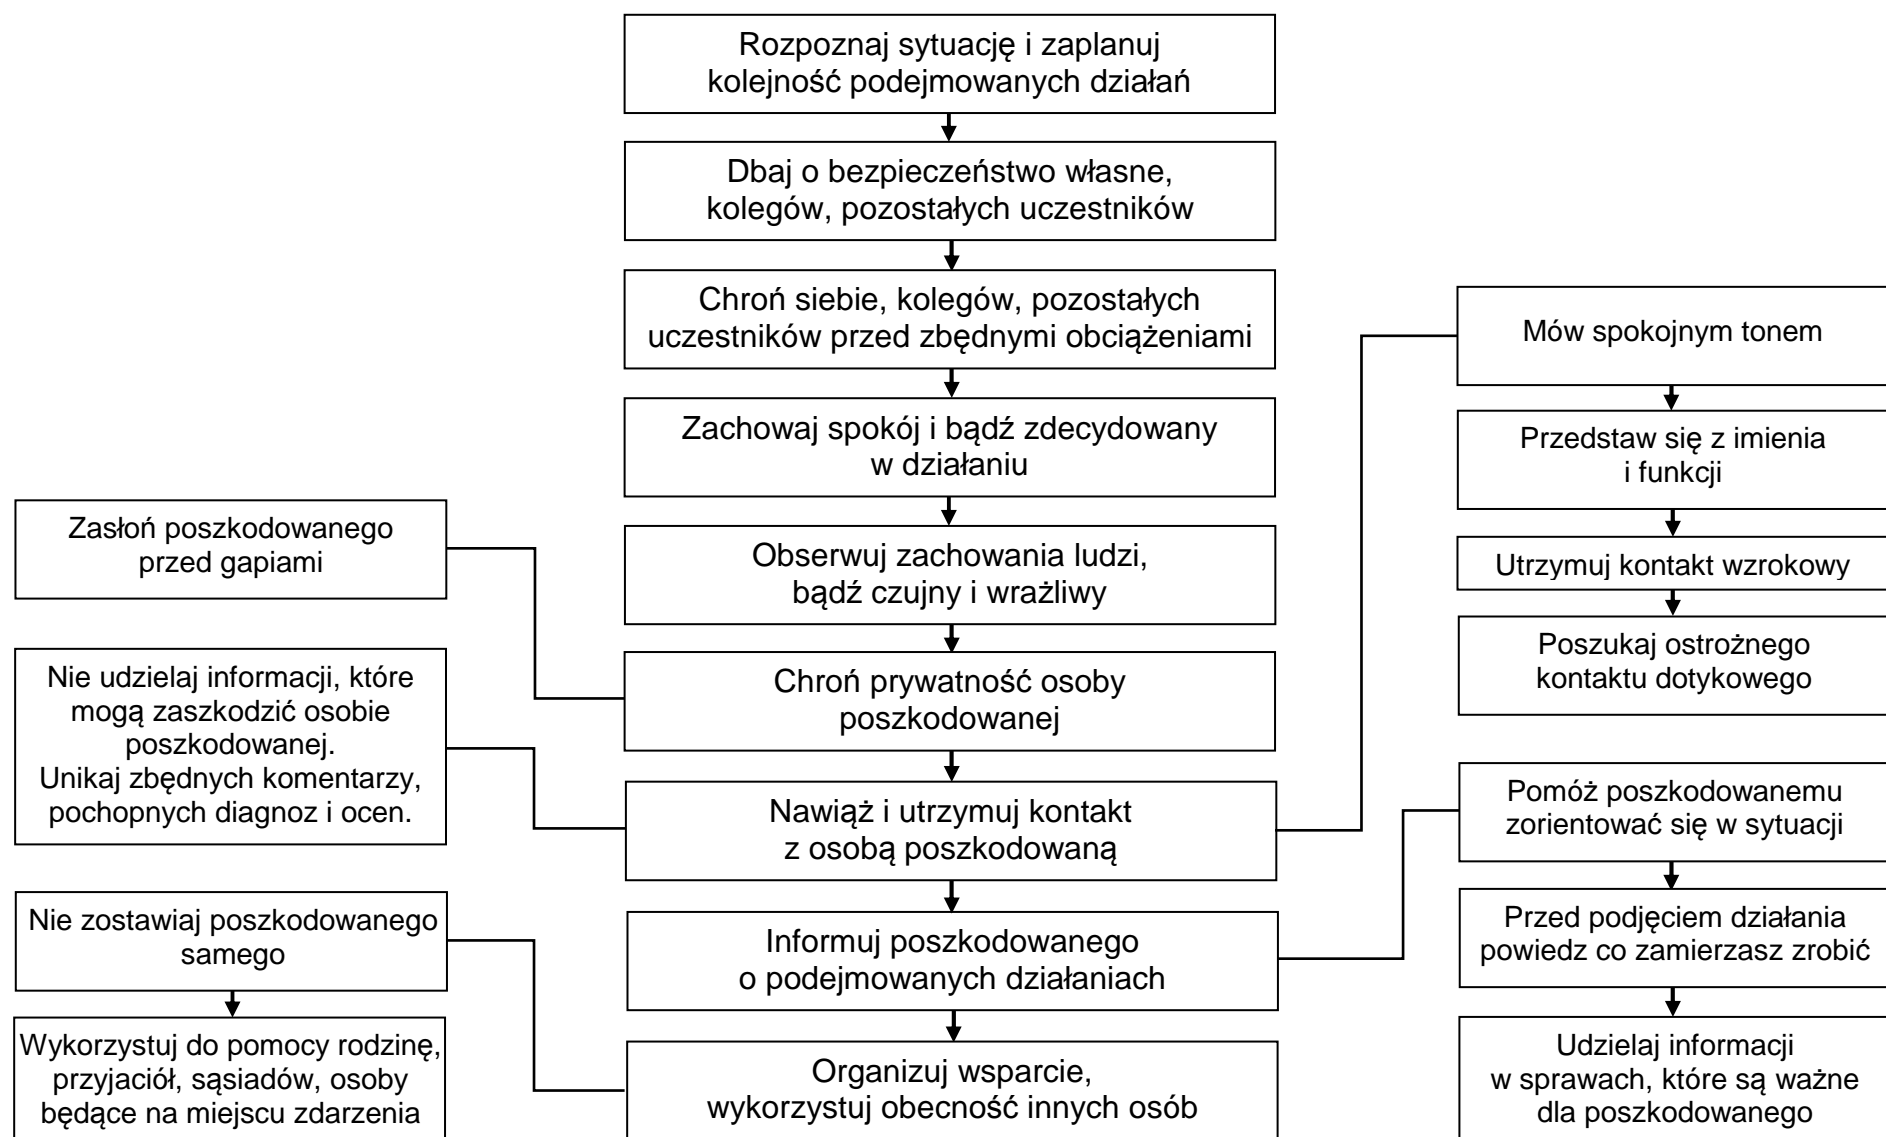 Rozpoznaj sytuację i zaplanuj
kolejność podejmowanych działań
Dbaj o bezpieczeństwo własne,
kolegów, pozostałych uczestników
Chroń siebie, kolegów, pozostałych
uczestników przed zbędnymi obciążeniami
Zachowaj spokój i bądź zdecydowany
w działaniu
Obserwuj zachowania ludzi,
bądź czujny i wrażliwy
Chroń prywatność osoby
poszkodowanej
Nawiąż i utrzymuj kontakt
z osobą poszkodowaną
Informuj poszkodowanego
o podejmowanych działaniach
Organizuj wsparcie,
wykorzystuj obecność innych osób
Zasłoń poszkodowanego
przed gapiami
Nie udzielaj informacji, które
mogą zaszkodzić osobie
poszkodowanej.
Unikaj zbędnych komentarzy,
pochopnych diagnoz i ocen.
Nie zostawiaj poszkodowanego
samego
Wykorzystuj do pomocy rodzinę,
przyjaciół, sąsiadów, osoby
będące na miejscu zdarzenia
Mów spokojnym tonem
Przedstaw się z imienia
i funkcji
Utrzymuj kontakt wzrokowy
Poszukaj ostrożnego
kontaktu dotykowego
Pomóż poszkodowanemu
zorientować się w sytuacji
Przed podjęciem działania
powiedz co zamierzasz zrobić
Udzielaj informacji
w sprawach, które są ważne
dla poszkodowanego